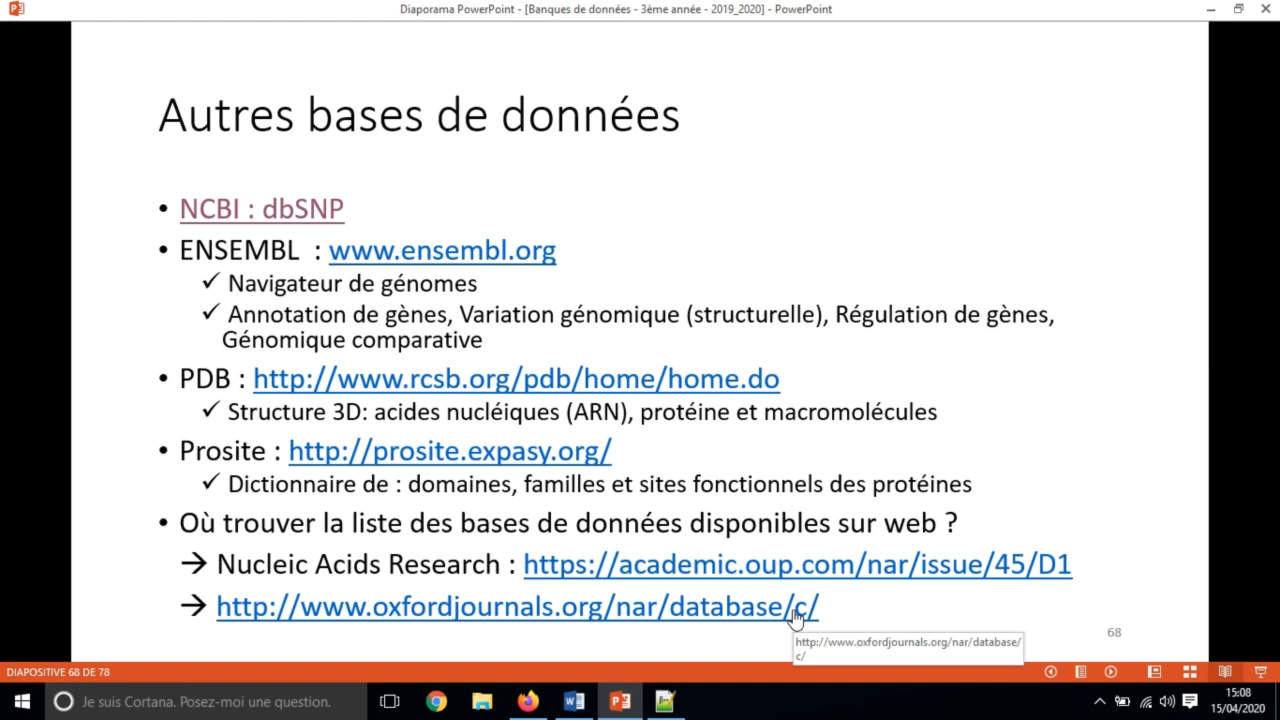 Diaporama PowerPoint - [Banques de données - 3ème année - 2019_2020] - PowerPoint
Autres bases de données
• NCBI : dbSNP
• ENSEMBL : www.ensembl.org
✓ Navigateur de génomes
✓ Annotation de gènes, Variation génomique (structurelle), Régulation de gènes,
Génomique comparative
• PDB : http://www.rcsb.org/pdb/home/home.do
✓ Structure 3D: acides nucléiques (ARN), protéine et macromolécules
• Prosite : http://prosite.expasy.org/
✓ Dictionnaire de : domaines, familles et sites fonctionnels des protéines
• Où trouver la liste des bases de données disponibles sur web ?
→ Nucleic Acids Research : https://academic.oup.com/nar/issue/45/D1
→ http://www.oxfordjournals.org/nar/database/c/
http://www.oxfordjournals.org/nar/database/
c/
68
DIAPOSITIVE 68 DE 78
Je suis Cortana. Posez-moi une question.
15:08
15/04/2020